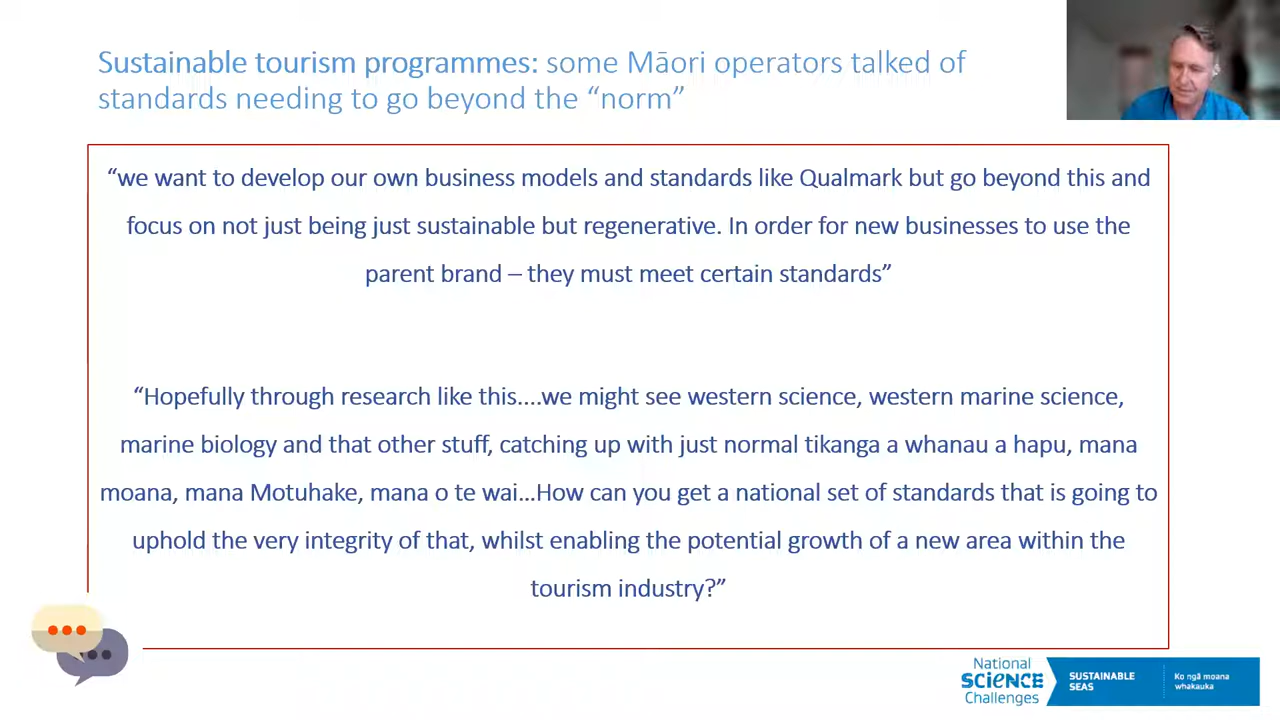 Sustainable tourism programmes: some Māori operators talked of
standards needing to go beyond the “norm”
“we want to develop our own business models and standards like Qualmark but go beyond this and
focus on not just being just sustainable but regenerative. In order for new businesses to use the
parent brand – they must meet certain standards”
“Hopefully through research like this....we might see western science, western marine science,
marine biology and that other stuff, catching up with just normal tikanga a whanau a hapu, mana
moana, mana Motuhake, mana o te wai…How can you get a national set of standards that is going to
uphold the very integrity of that, whilst enabling the potential growth of a new area within the
tourism industry?”
National
SCIENCE
Challenges
SUSTAINABLE
SEAS
Ko ngā moana
whakauka